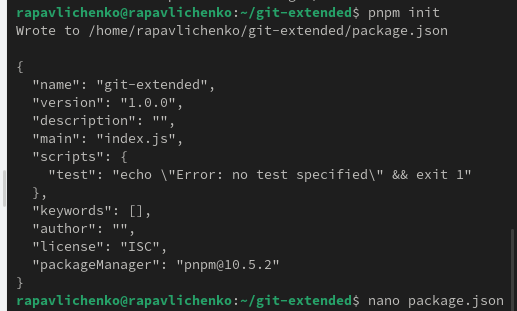 rapavlichenko@rapavlichenko:~/git-extended$ pnpm init
Wrote to /home/rapavlichenko/git-extended/package.json

{
  "name": "git-extended",
  "version": "1.0.0",
  "description": "",
  "main": "index.js",
  "scripts": {
    "test": "echo \"Error: no test specified\" && exit 1"
  },
  "keywords": [],
  "author": "",
  "license": "ISC",
  "packageManager": "pnpm@10.5.2"
}
rapavlichenko@rapavlichenko:~/git-extended$ nano package.json